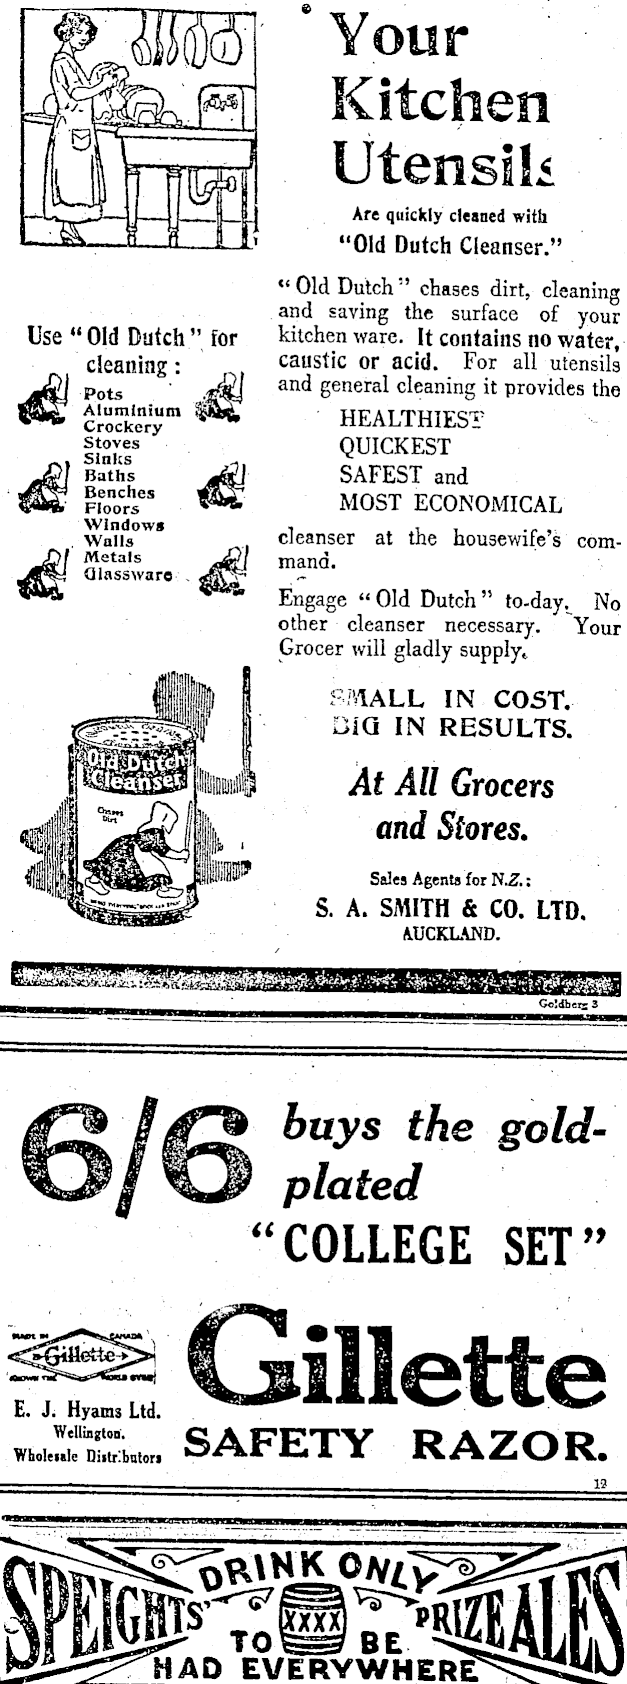 Your
Kitchen
Utensils
Are quickly cleaned with
"Old Dutch Cleanser."
"Old Dutch" chases dirt, cleaning
and saving the surface of your
kitchen ware. It contains no water,
caustic or acid. For all utensils
and general cleaning it provides the
HEALTHIEST
QUICKEST
SAFEST and
MOST ECONOMICAL
cleanser at the housewife's com-
mand.
Engage "Old Dutch" to-day. No
other cleanser necessary. Your
Grocer will gladly supply.
SMALL IN COST.
BIG IN RESULTS.
At All Grocers
and Stores.
Sales Agents for N.Z.:
S. A. SMITH & CO. LTD.
AUCKLAND.
Use "Old Dutch" for
cleaning:
Pots
Aluminium
Crockery
Stoves
Sinks
Baths
Benches
Floors
Windows
Walls
Metals
Glassware
Old Dutch
Cleanser
Chases
Dirt
Goldberg 3
6/6 buys the gold-
plated
"COLLEGE SET"
Gillette
SAFETY RAZOR.
MADE IN CANADA
Gillette
KNOWN THE WORLD OVER
E. J. Hyams Ltd.
Wellington.
Wholesale Distributors
12
DRINK ONLY
SPEIGHTS' XXXX PRIZE ALES
TO BE
HAD EVERYWHERE